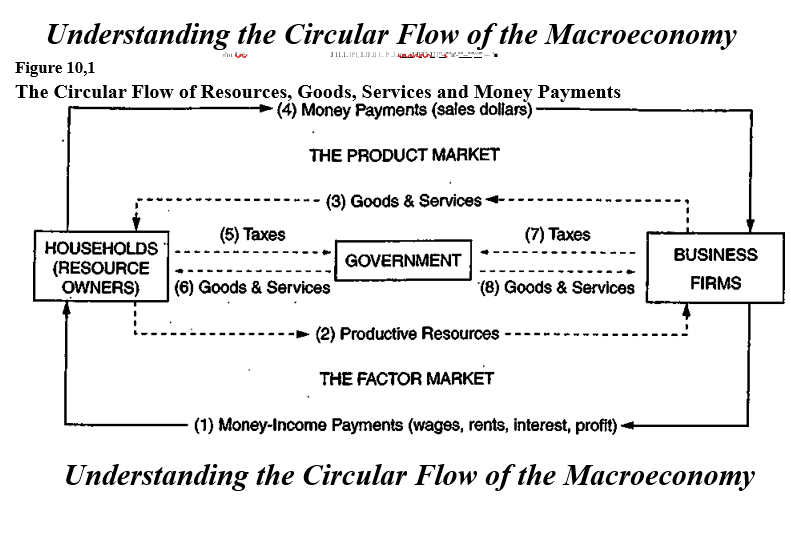 Understanding the Circular Flow of the Macroeconomy
Figure 10,1
The Circular Flow of Resources, Goods, Services and Money Payments
(4) Money Payments (sales dollars)
THE PRODUCT MARKET
(3) Goods & Services
(5) Taxes
(7) Taxes
HOUSEHOLDS
(RESOURCE
OWNERS)
GOVERNMENT
BUSINESS
FIRMS
(6) Goods & Services
(8) Goods & Services
(2) Productive Resources
THE FACTOR MARKET
(1) Money-Income Payments (wages, rents, interest, profit)
Understanding the Circular Flow of the Macroeconomy